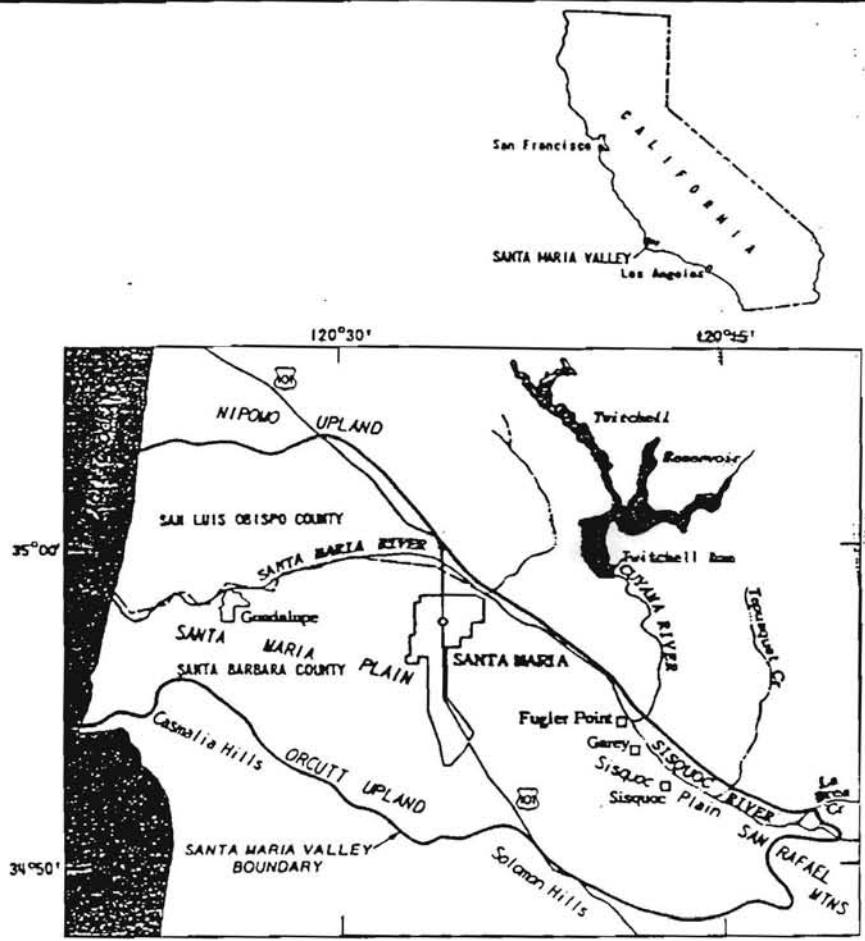 CALIFORNIA
San Francisco
SANTA MARIA VALLEY
Los Angeles
120°30'
120°15'
101
NIPOMO UPLAND
Twitchell
Reservoir
SAN LUIS OBISPO COUNTY
35°00'
SANTA MARIA RIVER
Twitchell Dam
CUYAMA RIVER
Tepusquet Cr
Guadalupe
SANTA MARIA PLAIN
SANTA MARIA
SANTA BARBARA COUNTY
Fugler Point
Garey
SISQUOC RIVER
Casmalia Hills
ORCUTT UPLAND
Sisquoc Plain
Sisquoc
La Brea Cr
101
SANTA MARIA VALLEY
BOUNDARY
SAN RAFAEL MTNS
34°50'
Solomon Hills